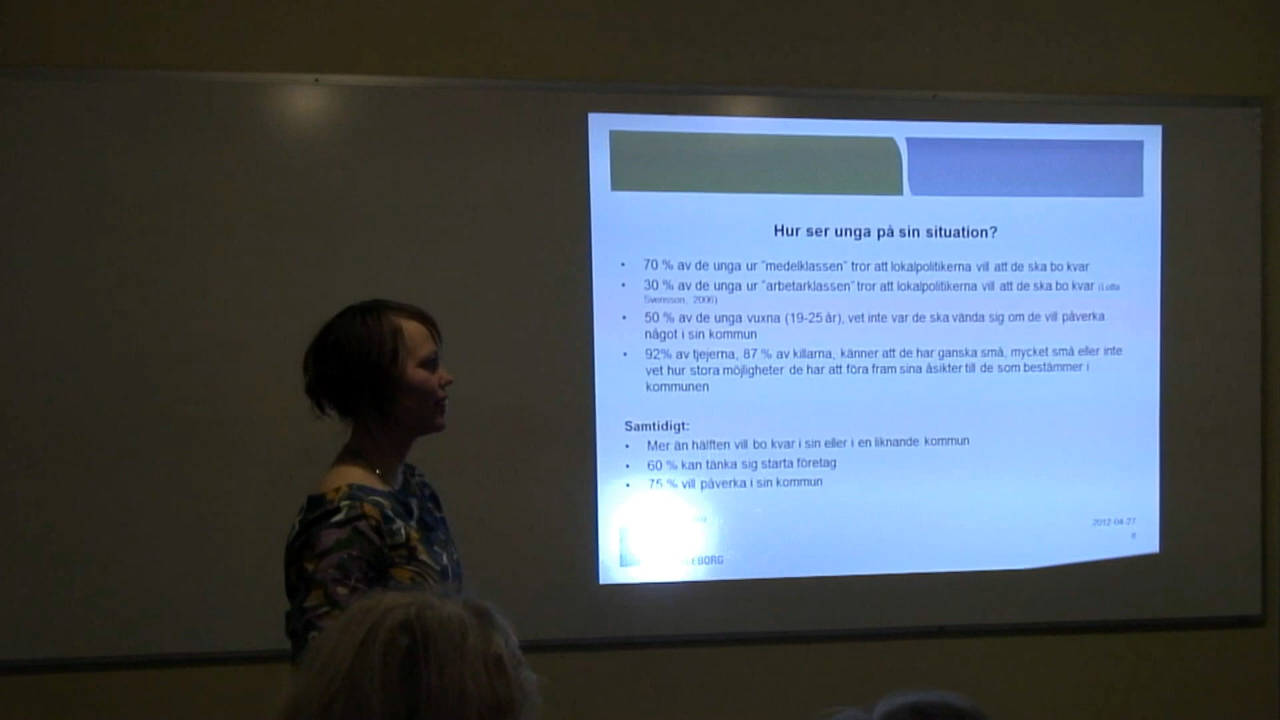 Hur ser unga på sin situation?
• 70 % av de unga ur "medelklassen" tror att lokalpolitikerna vill att de ska bo kvar
• 30 % av de unga ur "arbetarklassen" tror att lokalpolitikerna vill att de ska bo kvar (Lotta
Svensson, 2006)
• 50 % av de unga vuxna (19-25 år), vet inte var de ska vända sig om de vill påverka
något i sin kommun
• 92% av tjejerna, 87 % av killarna, känner att de har ganska små, mycket små eller inte
vet hur stora möjligheter de har att föra fram sina åsikter till de som bestämmer i
kommunen
Samtidigt:
• Mer än hälften vill bo kvar i sin eller i en liknande kommun
• 60 % kan tänka sig starta företag
• 75 % vill påverka i sin kommun
2012-04-27